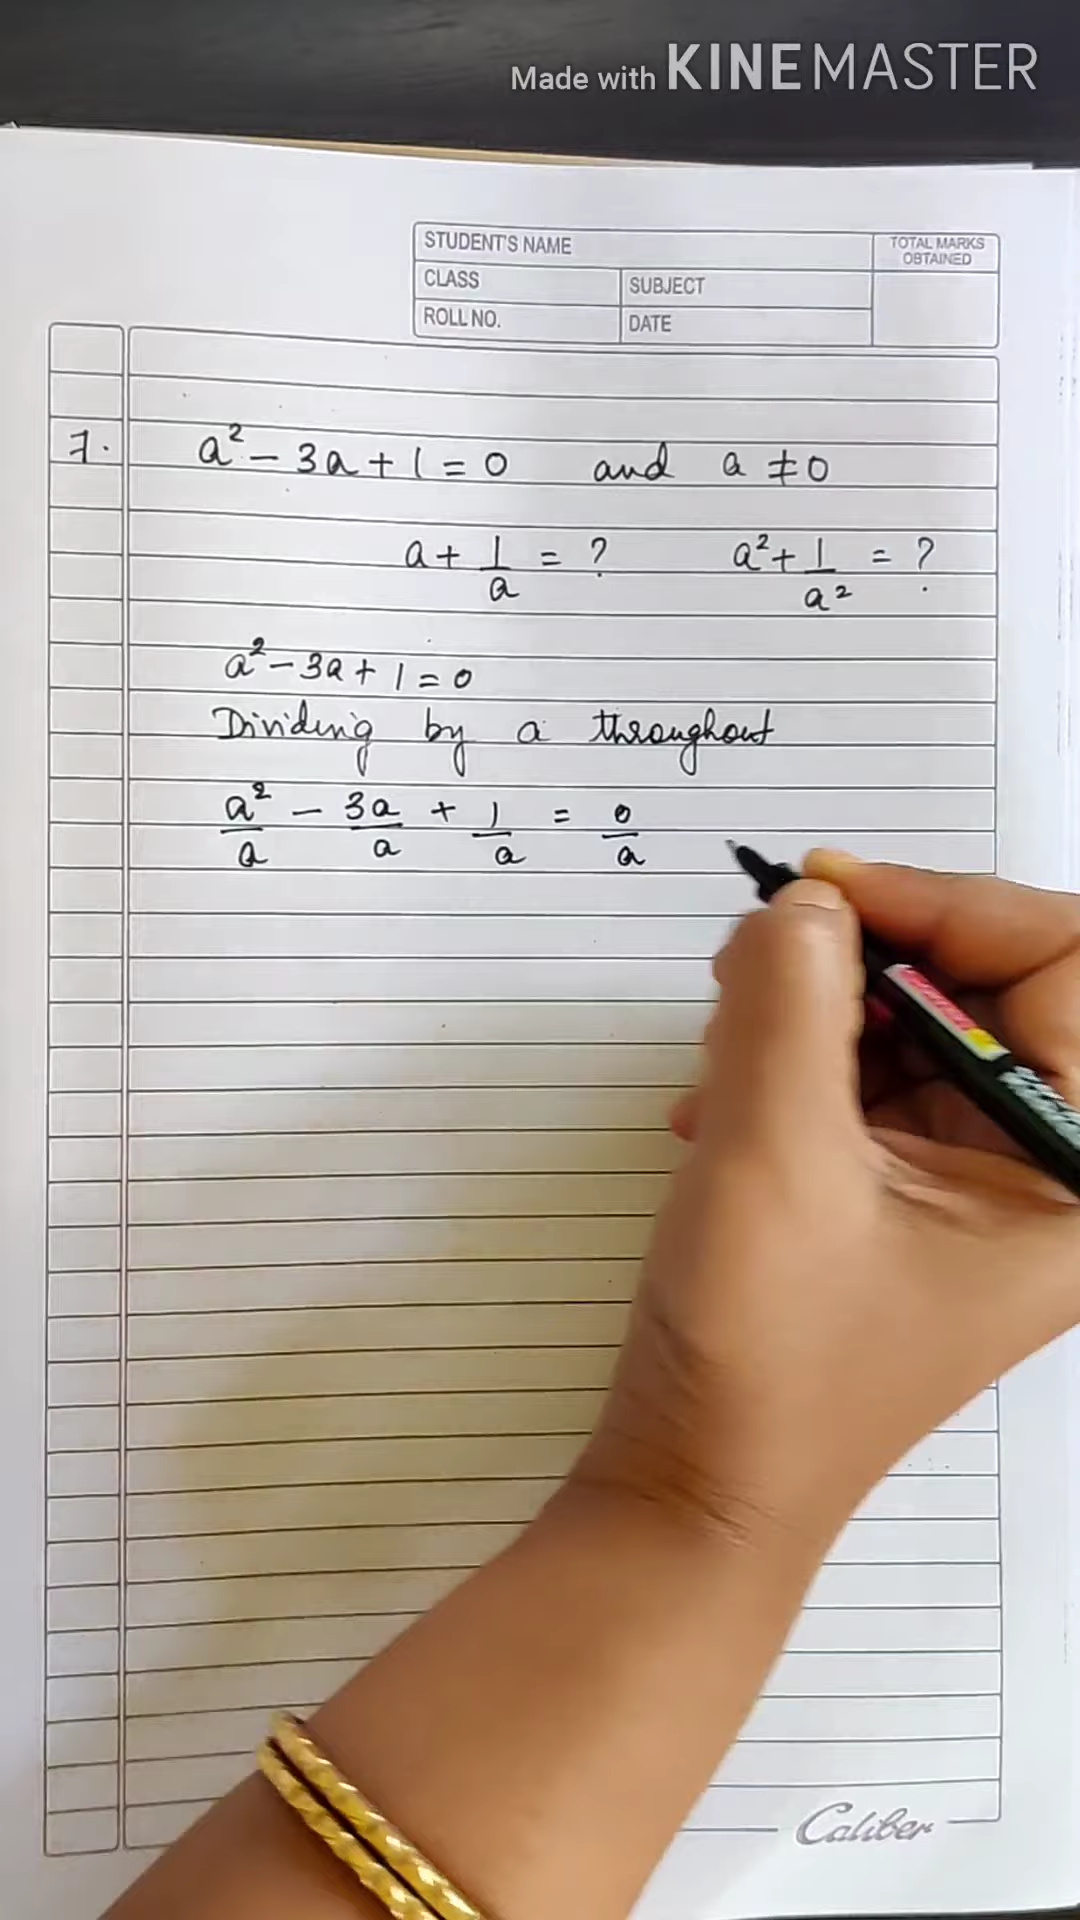 Made with KINEMASTER
STUDENT'S NAME
TOTAL MARKS OBTAINED
CLASS
SUBJECT
ROLL NO.
DATE
7. a² - 3a + 1 = 0 and a ≠ 0
a + 1/a = ? a² + 1/a² = ?
a² - 3a + 1 = 0
Dividing by a throughout
a²/a - 3a/a + 1/a = 0/a
Caliber